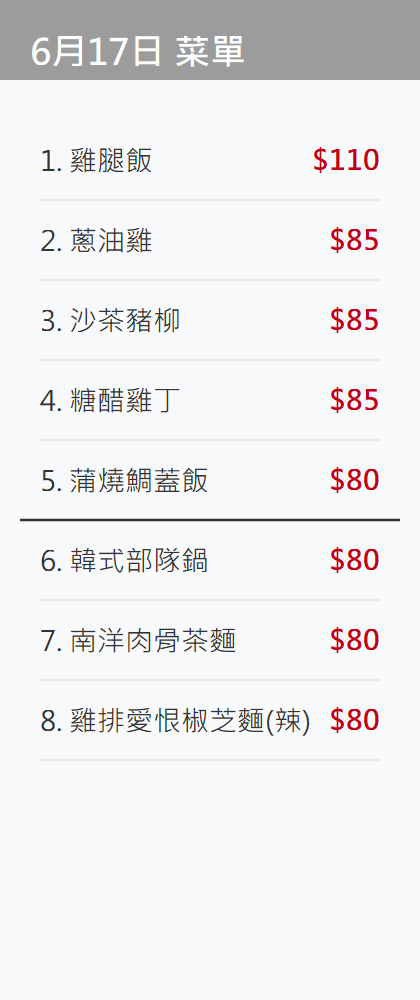 6月17日 菜單
1. 雞腿飯 $110
2. 蔥油雞 $85
3. 沙茶豬柳 $85
4. 糖醋雞丁 $85
5. 蒲燒鯛蓋飯 $80
6. 韓式部隊鍋 $80
7. 南洋肉骨茶麵 $80
8. 雞排愛恨椒芝麵(辣) $80